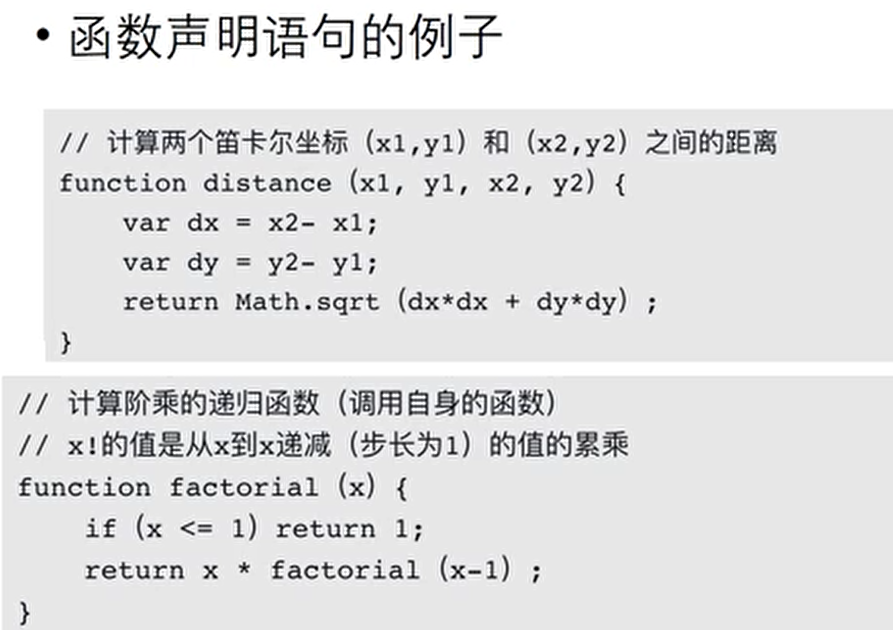 • 函数声明语句的例子
// 计算两个笛卡尔坐标（x1,y1）和（x2,y2）之间的距离
function distance（x1, y1, x2, y2）{
    var dx = x2- x1;
    var dy = y2- y1;
    return Math.sqrt（dx*dx + dy*dy）;
}
// 计算阶乘的递归函数（调用自身的函数）
// x!的值是从x到x递减（步长为1）的值的累乘
function factorial（x）{
    if（x <= 1）return 1;
    return x * factorial（x-1）;
}